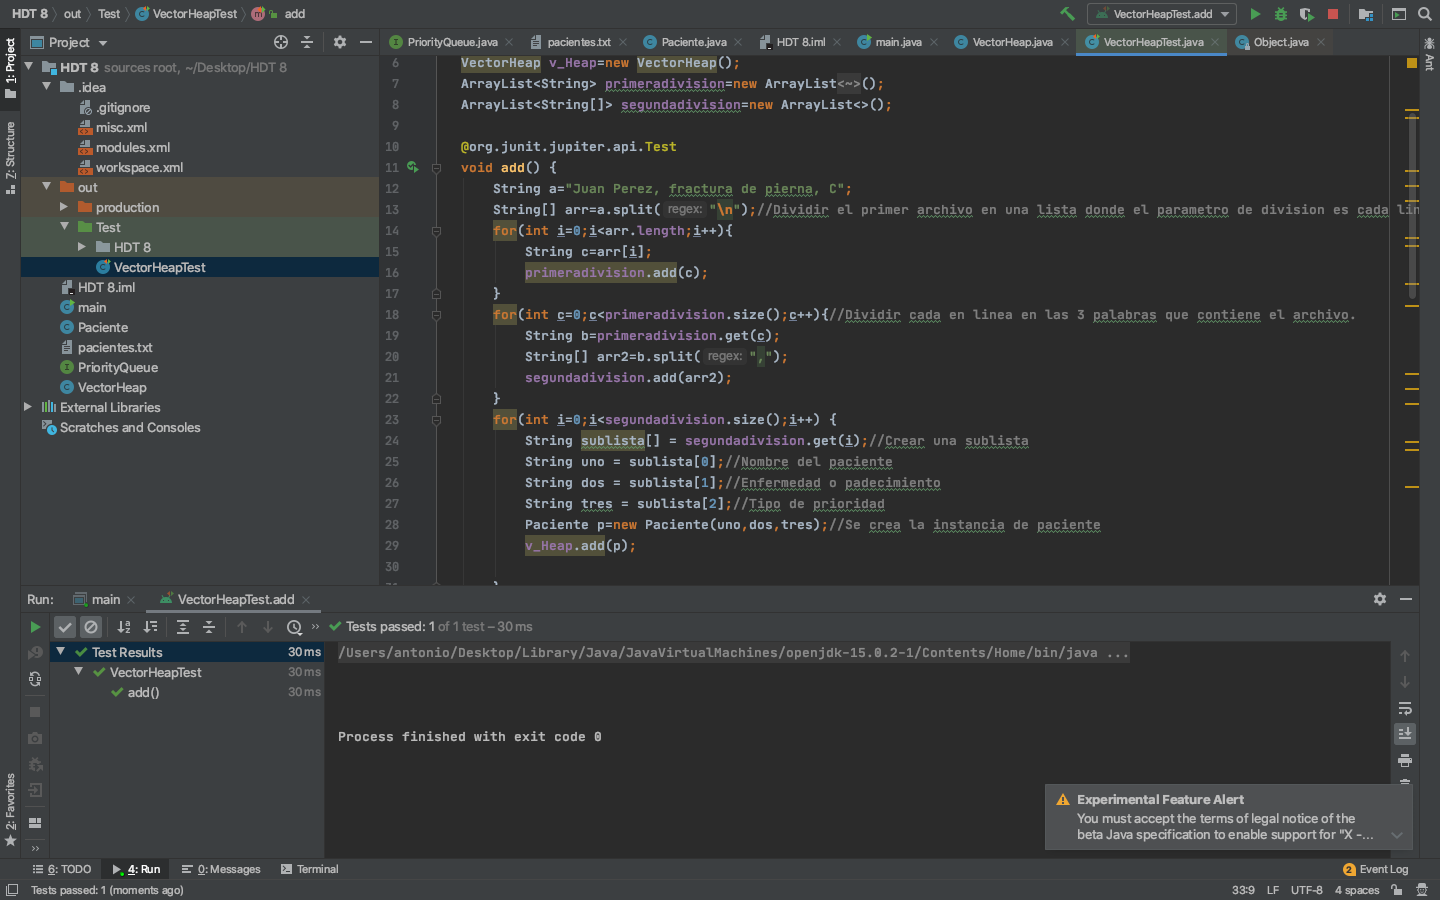 HDT 8 out Test VectorHeapTest add
VectorHeapTest.add
Project
PriorityQueue.java pacientes.txt Paciente.java HDT 8.iml main.java VectorHeap.java VectorHeapTest.java Object.java
1: Project
Z: Structure
2: Favorites
Ant
HDT 8 sources root, ~/Desktop/HDT 8
.idea
.gitignore
misc.xml
modules.xml
workspace.xml
out
production
Test
HDT 8
VectorHeapTest
HDT 8.iml
main
Paciente
pacientes.txt
PriorityQueue
VectorHeap
External Libraries
Scratches and Consoles
6 VectorHeap v_Heap=new VectorHeap();
7 ArrayList<String> primeradivision=new ArrayList<~>();
8 ArrayList<String[]> segundadivision=new ArrayList<>();
9
10 @org.junit.jupiter.api.Test
11 void add() {
12 String a="Juan Perez, fractura de pierna, C";
13 String[] arr=a.split( regex: "\n");//Dividir el primer archivo en una lista donde el parametro de division es cada lin
14 for(int i=0;i<arr.length;i++){
15 String c=arr[i];
16 primeradivision.add(c);
17 }
18 for(int c=0;c<primeradivision.size();c++){//Dividir cada en linea en las 3 palabras que contiene el archivo.
19 String b=primeradivision.get(c);
20 String[] arr2=b.split( regex: ",");
21 segundadivision.add(arr2);
22 }
23 for(int i=0;i<segundadivision.size();i++) {
24 String sublista[] = segundadivision.get(i);//Crear una sublista
25 String uno = sublista[0];//Nombre del paciente
26 String dos = sublista[1];//Enfermedad o padecimiento
27 String tres = sublista[2];//Tipo de prioridad
28 Paciente p=new Paciente(uno,dos,tres);//Se crea la instancia de paciente
29 v_Heap.add(p);
30
Run: main VectorHeapTest.add
Tests passed: 1 of 1 test – 30 ms
Test Results 30 ms
VectorHeapTest 30 ms
add() 30 ms
/Users/antonio/Desktop/Library/Java/JavaVirtualMachines/openjdk-15.0.2-1/Contents/Home/bin/java ...
Process finished with exit code 0
Experimental Feature Alert
You must accept the terms of legal notice of the
beta Java specification to enable support for "X -...
6: TODO 4: Run 0: Messages Terminal 2 Event Log
Tests passed: 1 (moments ago) 33:9 LF UTF-8 4 spaces